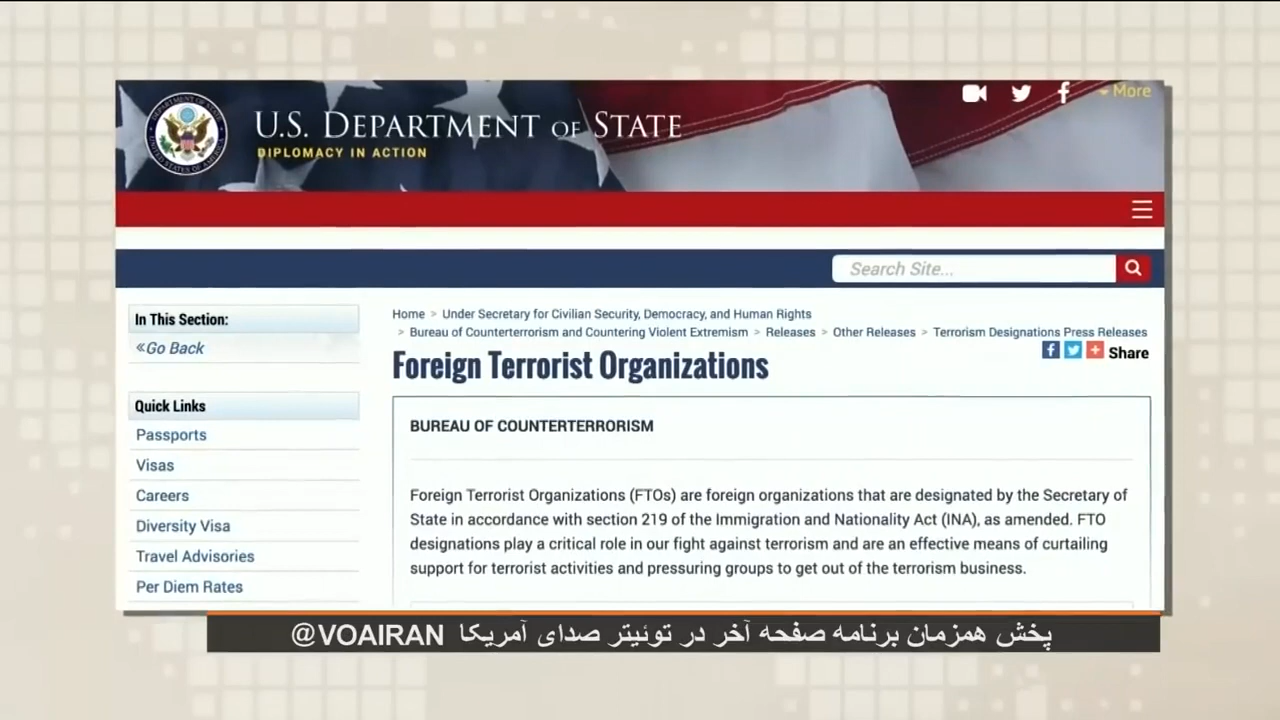 U.S. DEPARTMENT OF STATE
DIPLOMACY IN ACTION
More
Search Site...
In This Section:
«Go Back
Quick Links
Passports
Visas
Careers
Diversity Visa
Travel Advisories
Per Diem Rates
Home > Under Secretary for Civilian Security, Democracy, and Human Rights
> Bureau of Counterterrorism and Countering Violent Extremism > Releases > Other Releases > Terrorism Designations Press Releases
Share
Foreign Terrorist Organizations
BUREAU OF COUNTERTERRORISM
Foreign Terrorist Organizations (FTOs) are foreign organizations that are designated by the Secretary of
State in accordance with section 219 of the Immigration and Nationality Act (INA), as amended. FTO
designations play a critical role in our fight against terrorism and are an effective means of curtailing
support for terrorist activities and pressuring groups to get out of the terrorism business.
پخش همزمان برنامه صفحه آخر در توئیتر صدای آمریکا @VOAIRAN